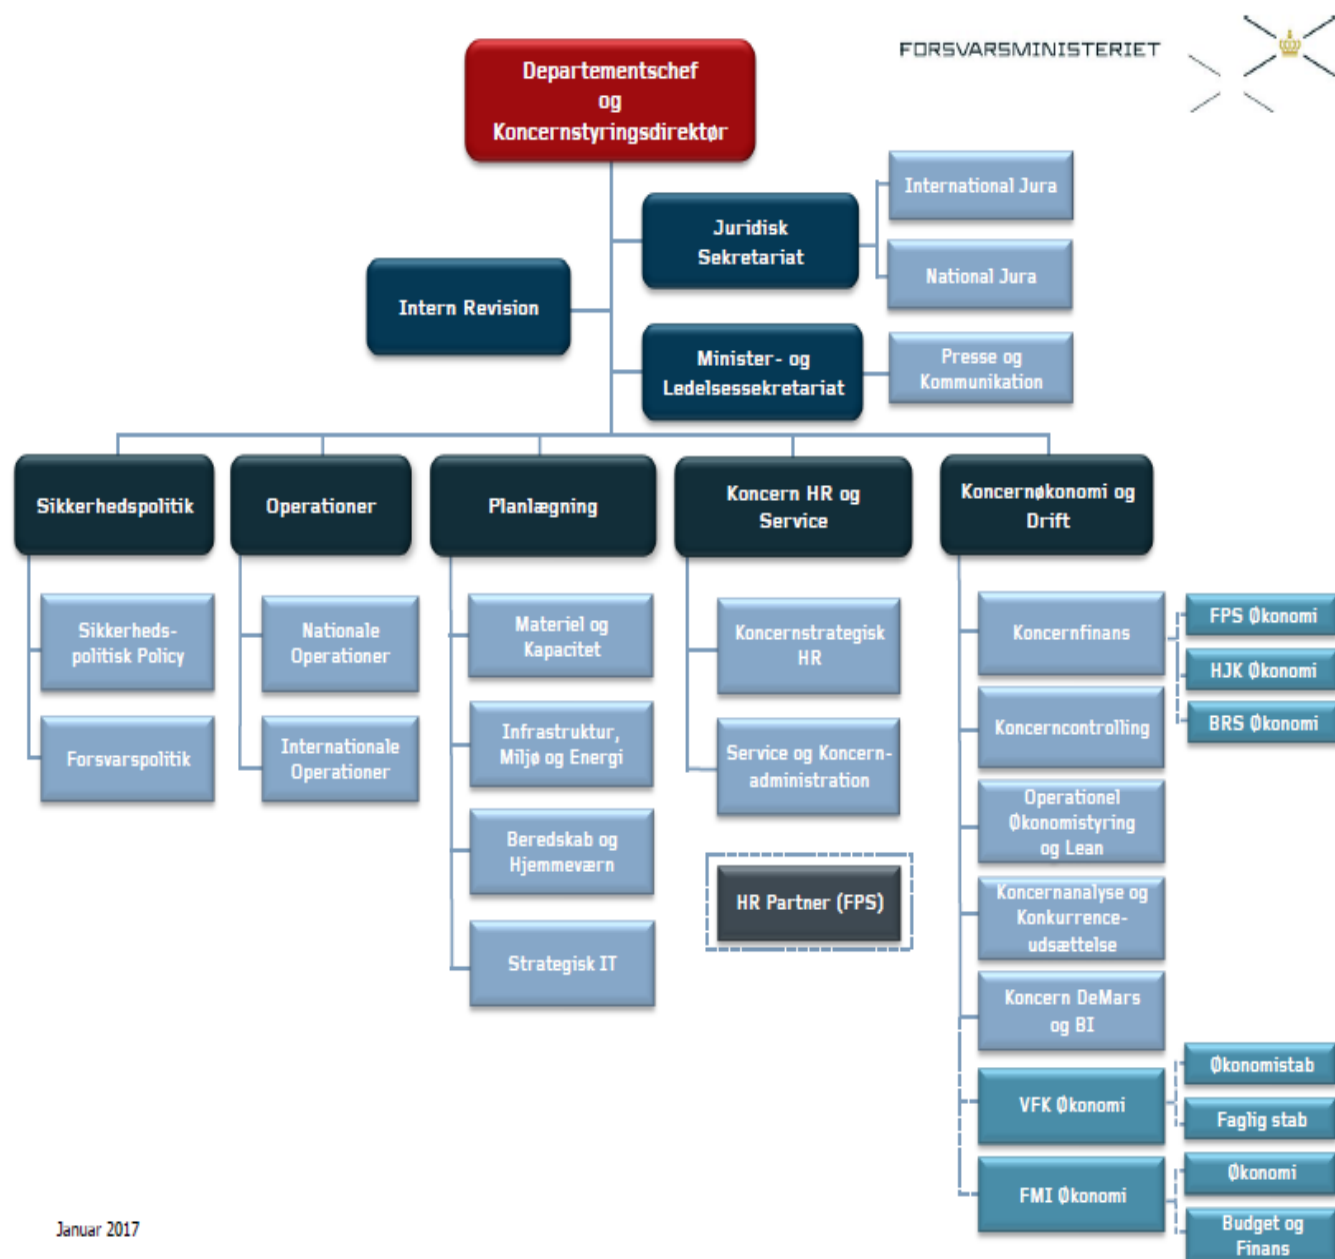 FORSVARSMINISTERIET
Departementschef
og
Koncernstyringsdirektør
International Jura
Juridisk
Sekretariat
National Jura
Intern Revision
Minister- og
Ledelsessekretariat
Presse og
Kommunikation
Sikkerhedspolitik
Operationer
Planlægning
Koncern HR og
Service
Koncernøkonomi og
Drift
Sikkerheds-
politisk Policy
Forsvarspolitik
Nationale
Operationer
Internationale
Operationer
Materiel og
Kapacitet
Infrastruktur,
Miljø og Energi
Beredskab og
Hjemmeværn
Strategisk IT
Koncernstrategisk
HR
Service og Koncern-
administration
HR Partner (FPS)
Koncernfinans
FPS Økonomi
HJK Økonomi
BRS Økonomi
Koncerncontrolling
Operationel
Økonomistyring
og Lean
Koncernanalyse og
Konkurrence-
udsættelse
Koncern DeMars
og BI
VFK Økonomi
Økonomistab
Faglig stab
FMI Økonomi
Økonomi
Budget og
Finans
Januar 2017